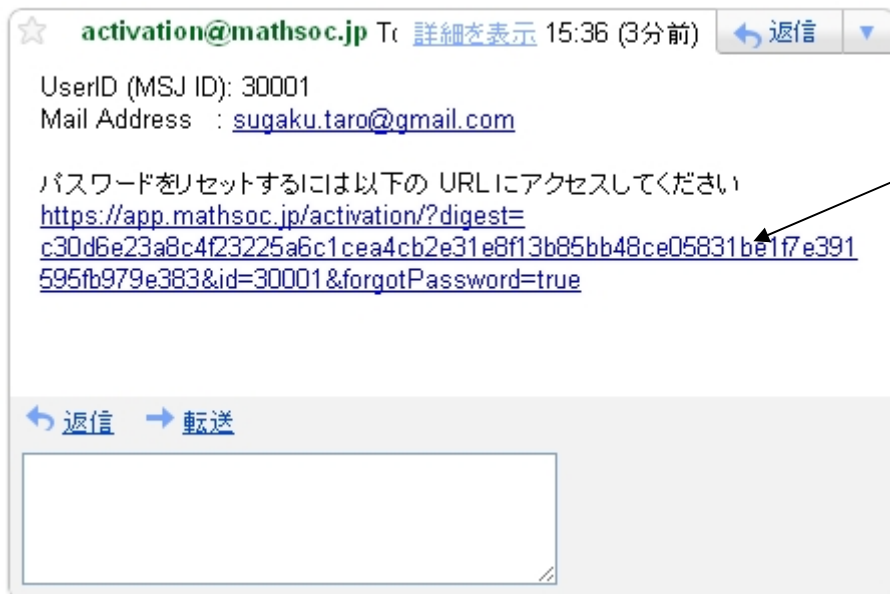 activation@mathsoc.jp To 詳細を表示 15:36 (3分前) 返信
UserID (MSJ ID): 30001
Mail Address : sugaku.taro@gmail.com
パスワードをリセットするには以下の URL にアクセスしてください
https://app.mathsoc.jp/activation/?digest=
c30d6e23a8c4f23225a6c1cea4cb2e31e8f13b85bb48ce05831be1f7e391
595fb979e383&id=30001&forgotPassword=true
返信 転送